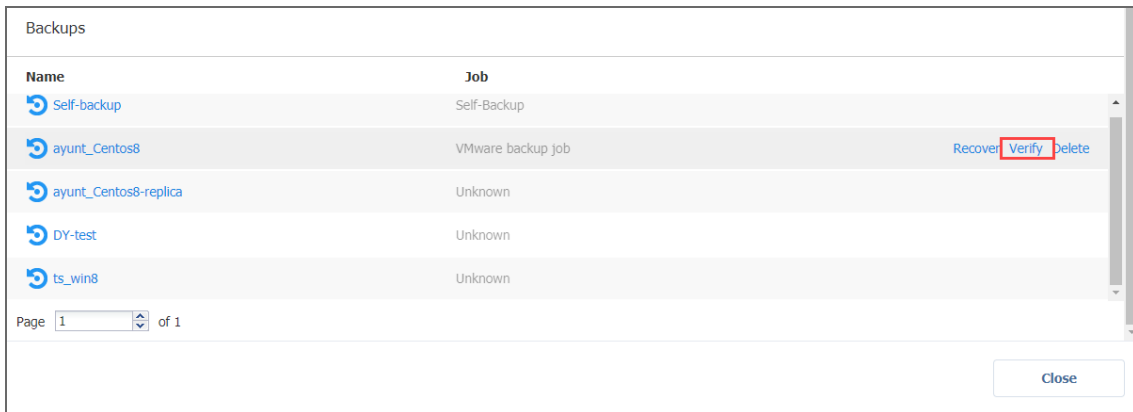 Backups
Name Job
Self-backup Self-Backup
ayunt_Centos8 VMware backup job Recover Verify Delete
ayunt_Centos8-replica Unknown
DY-test Unknown
ts_win8 Unknown
Page 1 of 1
Close